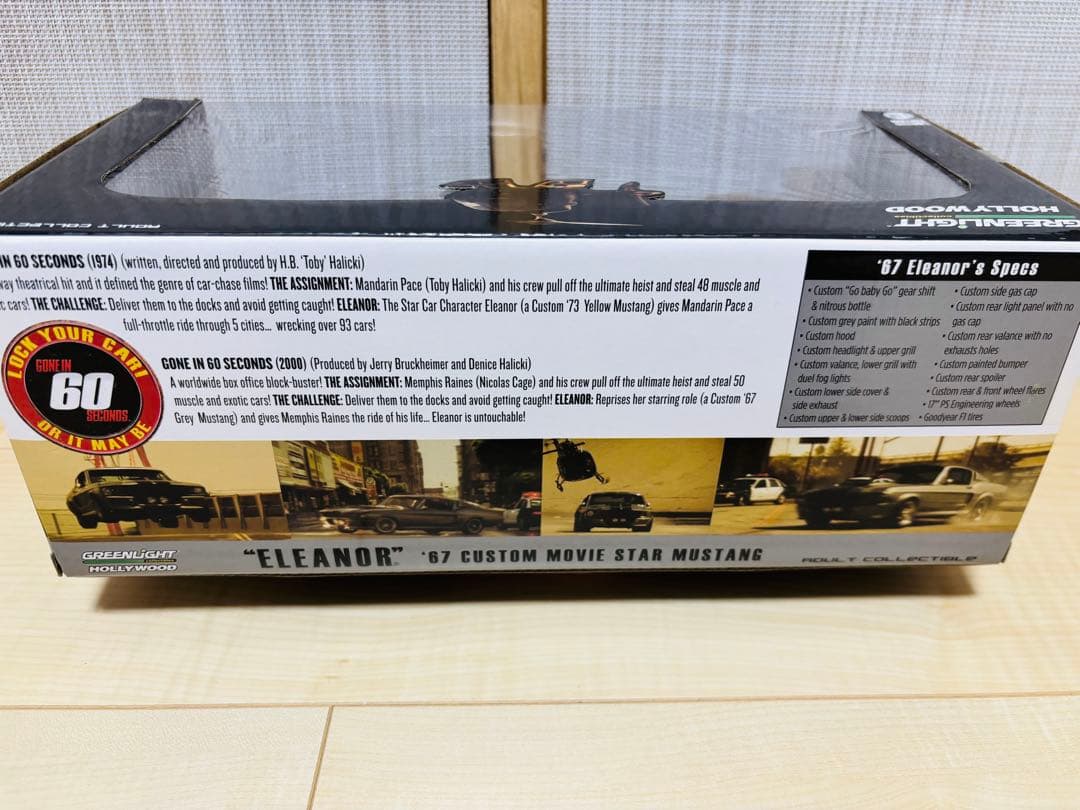 GREENLiGHT
collectibles
HOLLYWOOD
ADULT COLLECTI
IN 60 SECONDS (1974) (written, directed and produced by H.B. 'Toby' Halicki)
way theatrical hit and it defined the genre of car-chase films! THE ASSIGNMENT: Mandarin Pace (Toby Halicki) and his crew pull off the ultimate heist and steal 48 muscle and
c cars! THE CHALLENGE: Deliver them to the docks and avoid getting caught! ELEANOR: The Star Car Character Eleanor (a Custom '73 Yellow Mustang) gives Mandarin Pace a
full-throttle ride through 5 cities... wrecking over 93 cars!
LOCK YOUR CAR!
GONE IN
60
SECONDS.
OR IT MAY BE
GONE IN 60 SECONDS (2000) (Produced by Jerry Bruckheimer and Denice Halicki)
A worldwide box office block-buster! THE ASSIGNMENT: Memphis Raines (Nicolas Cage) and his crew pull off the ultimate heist and steal 50
muscle and exotic cars! THE CHALLENGE: Deliver them to the docks and avoid getting caught! ELEANOR: Reprises her starring role (a Custom '67
Grey Mustang) and gives Memphis Raines the ride of his life... Eleanor is untouchable!
'67 Eleanor's Specs
• Custom "Go baby Go" gear shift
& nitrous bottle
• Custom grey paint with black strips
• Custom hood
• Custom headlight & upper grill
• Custom valance, lower grill with
duel fog lights
• Custom lower side cover &
side exhaust
• Custom upper & lower side scoops
• Custom side gas cap
• Custom rear light panel with no
gas cap
• Custom rear valance with no
exhausts holes
• Custom painted bumper
• Custom rear spoiler
• Custom rear & front wheel flares
• 17" PS Engineering wheels
• Goodyear F1 tires
GREENLiGHT
HOLLYWOOD
"ELEANOR" '67 CUSTOM MOVIE STAR MUSTANG
ADULT COLLECTIBLE